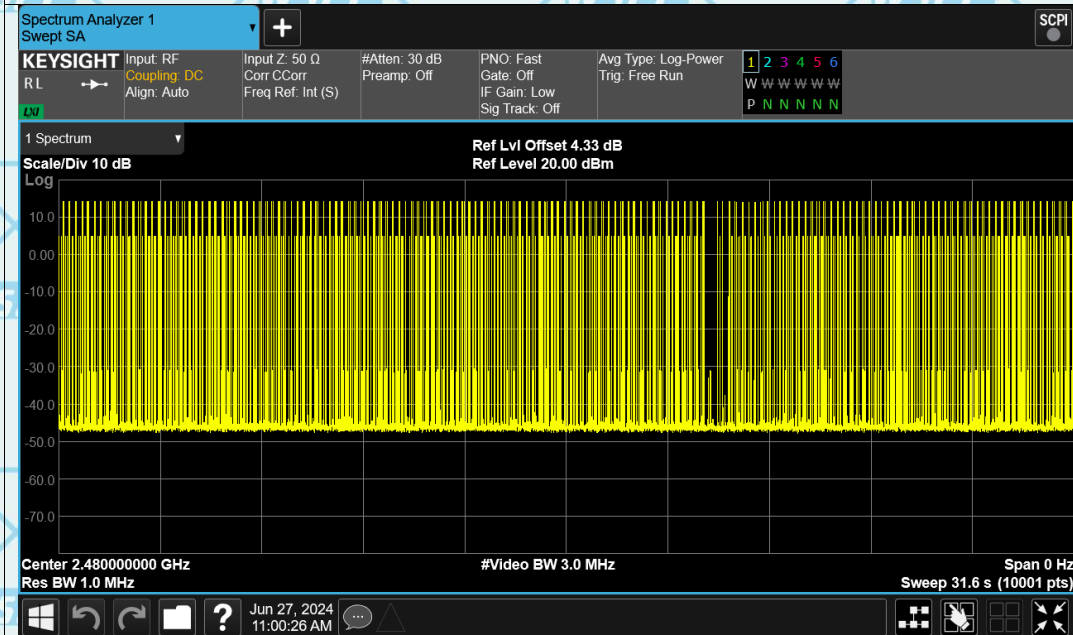 Spectrum Analyzer 1
Swept SA
+
SCPI
KEYSIGHT Input: RF Input Z: 50 Ω #Atten: 30 dB PNO: Fast Avg Type: Log-Power 1 2 3 4 5 6
R L Coupling: DC Corr CCorr Preamp: Off Gate: Off Trig: Free Run W W W W W W
Align: Auto Freq Ref: Int (S) IF Gain: Low P N N N N N
LXI Sig Track: Off
1 Spectrum
Ref Lvl Offset 4.33 dB
Scale/Div 10 dB Ref Level 20.00 dBm
Log
10.0
0.00
-10.0
-20.0
-30.0
-40.0
-50.0
-60.0
-70.0
Center 2.480000000 GHz #Video BW 3.0 MHz Span 0 Hz
Res BW 1.0 MHz Sweep 31.6 s (10001 pts)
? Jun 27, 2024
11:00:26 AM